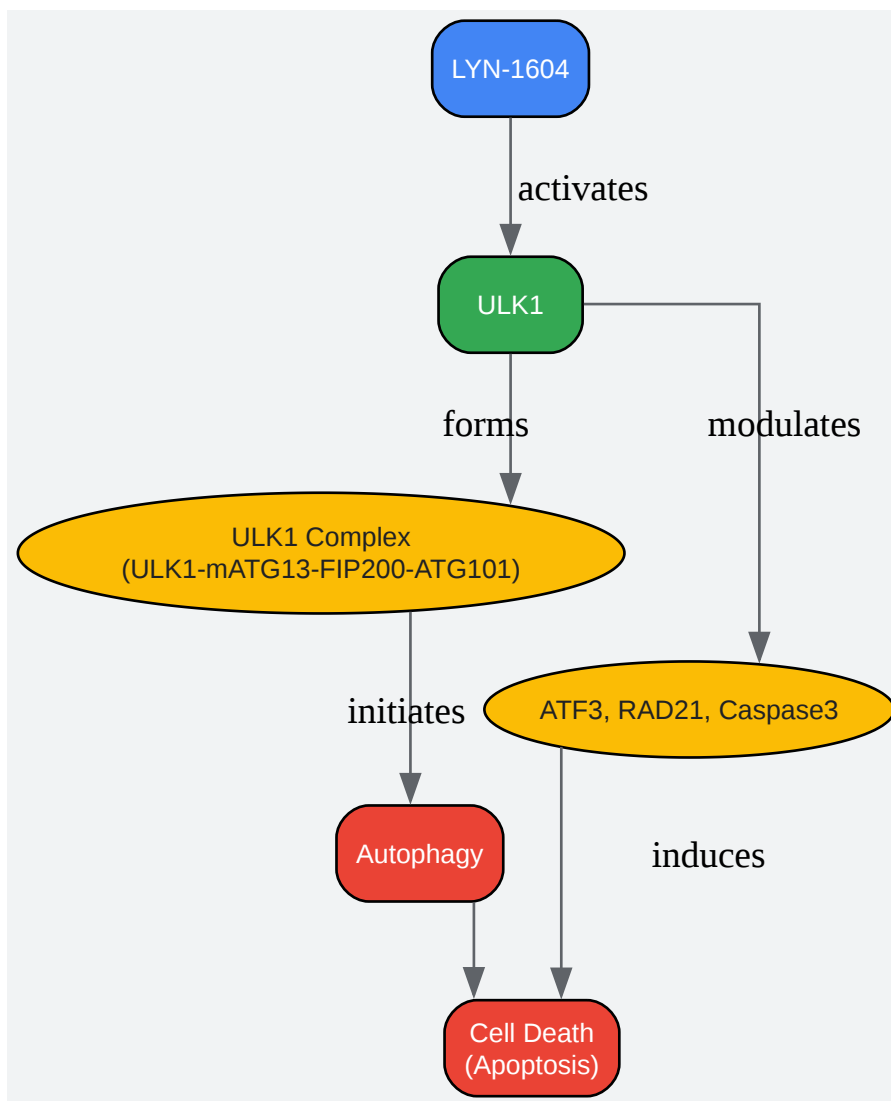 LYN-1604
activates
ULK1
forms
modulates
ULK1 Complex
(ULK1-mATG13-FIP200-ATG101)
initiates
ATF3, RAD21, Caspase3
Autophagy
induces
Cell Death
(Apoptosis)